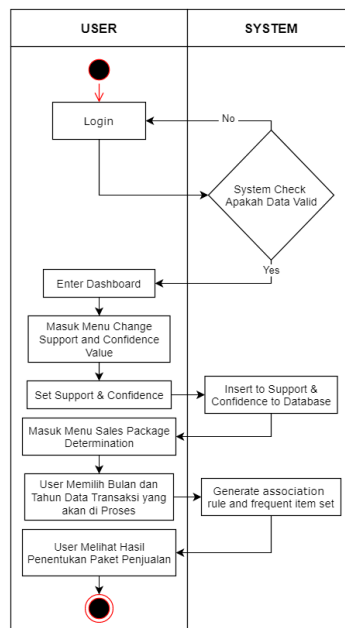 USER
SYSTEM
Login
No
System Check
Apakah Data Valid
Yes
Enter Dashboard
Masuk Menu Change
Support and Confidence
Value
Set Support & Confidence
Insert to Support &
Confidence to Database
Masuk Menu Sales Package
Determination
User Memilih Bulan dan
Tahun Data Transaksi yang
akan di Proses
Generate association
rule and frequent item set
User Melihat Hasil
Penentukan Paket Penjualan